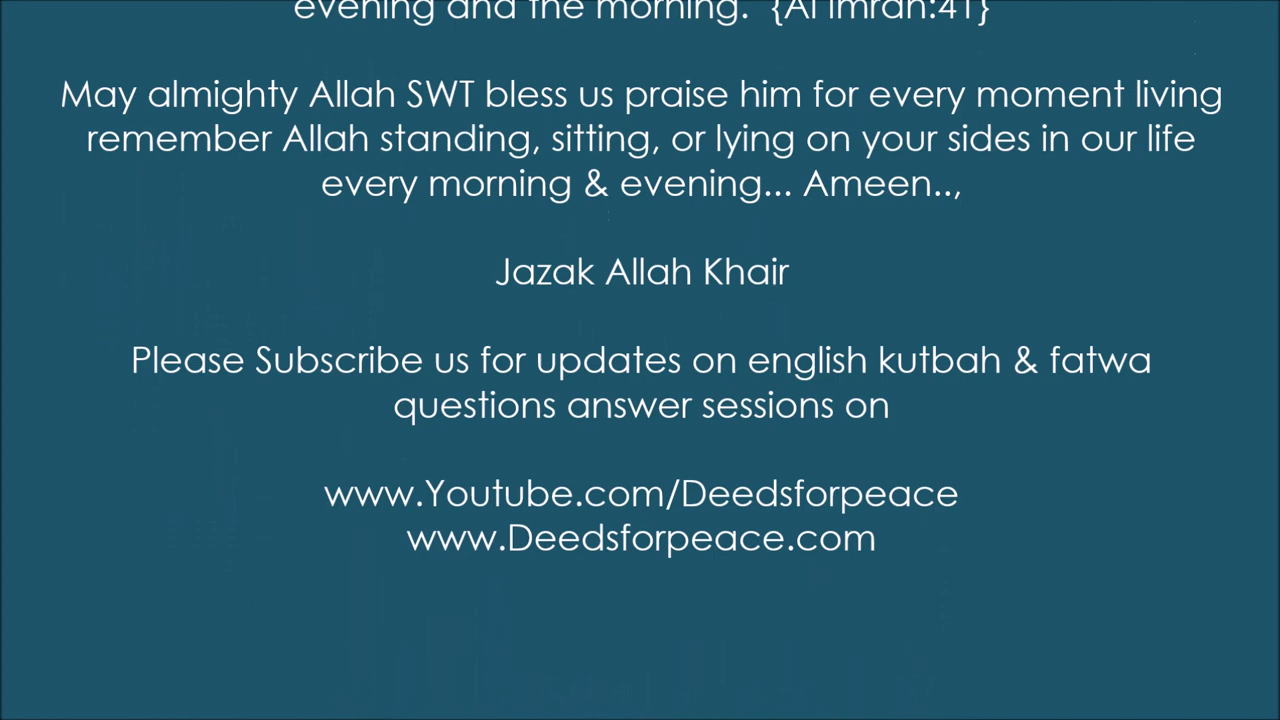 evening and the morning. {Al Imran:41}
May almighty Allah SWT bless us praise him for every moment living
remember Allah standing, sitting, or lying on your sides in our life
every morning & evening... Ameen..,
Jazak Allah Khair
Please Subscribe us for updates on english kutbah & fatwa
questions answer sessions on
www.Youtube.com/Deedsforpeace
www.Deedsforpeace.com